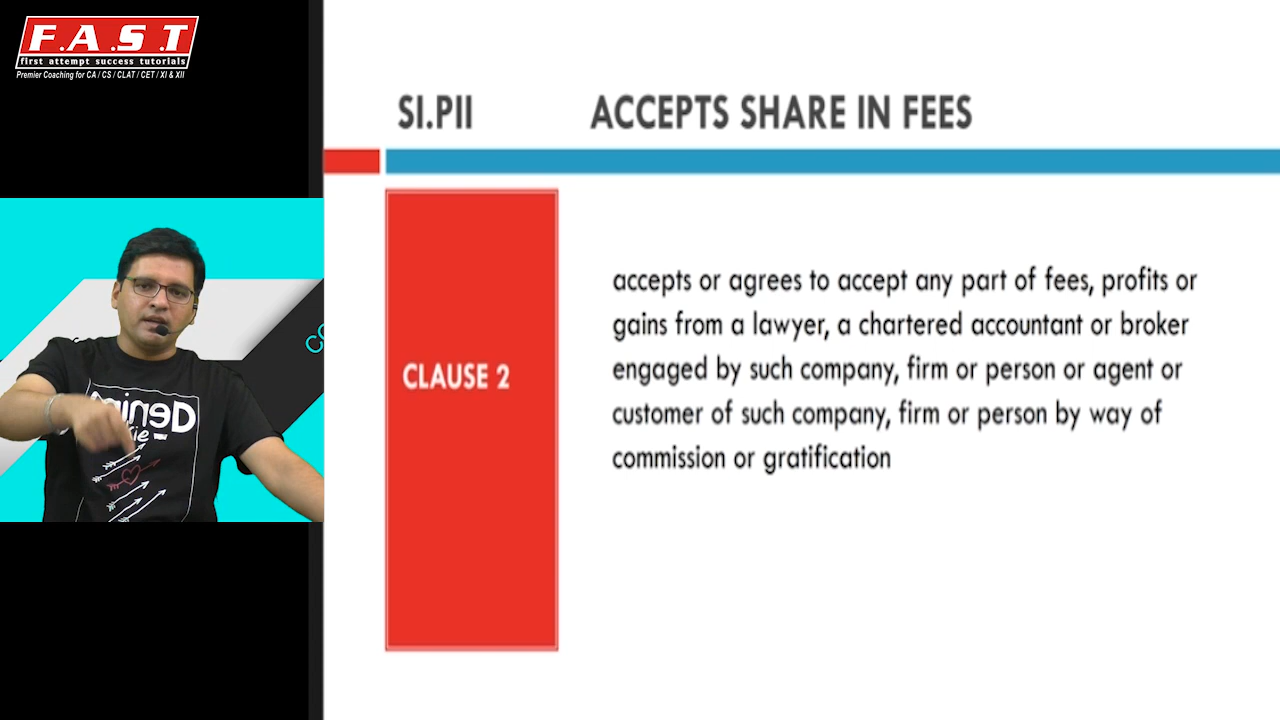 F.A.S.T
first attempt success tutorials
Premier Coaching for CA / CS / CLAT / CET / XI & XII
SI.PII ACCEPTS SHARE IN FEES
CLAUSE 2
accepts or agrees to accept any part of fees, profits or
gains from a lawyer, a chartered accountant or broker
engaged by such company, firm or person or agent or
customer of such company, firm or person by way of
commission or gratification